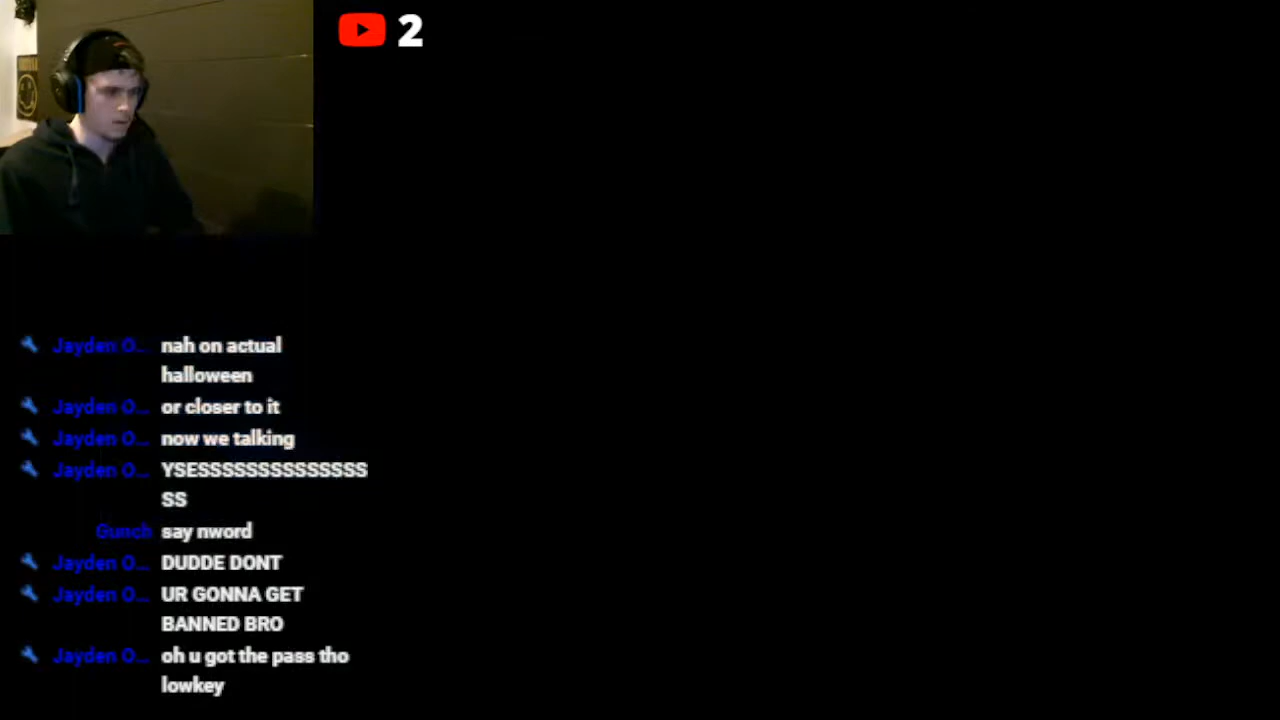 2
Jayden O... nah on actual
halloween
Jayden O... or closer to it
Jayden O... now we talking
Jayden O... YSESSSSSSSSSSSSSS
SS
Gunch say nword
Jayden O... DUDDE DONT
Jayden O... UR GONNA GET
BANNED BRO
Jayden O... oh u got the pass tho
lowkey